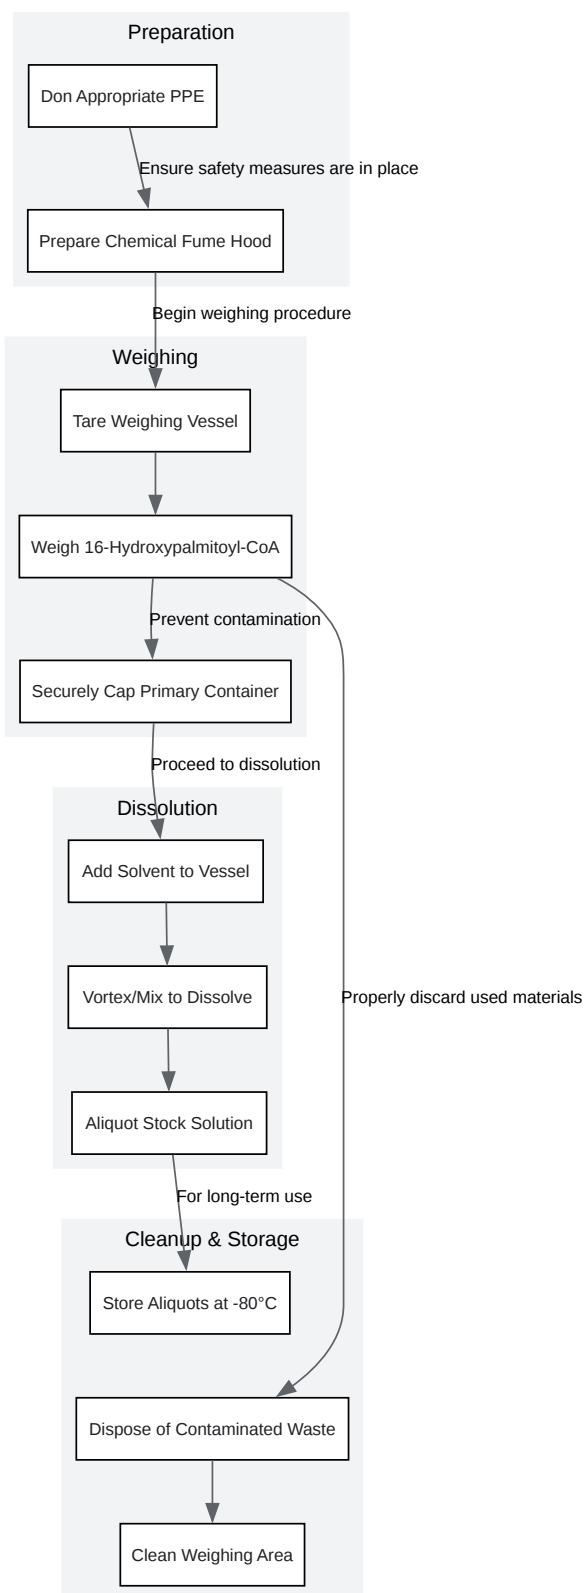 Preparation
Don Appropriate PPE
Ensure safety measures are in place
Prepare Chemical Fume Hood
Begin weighing procedure
Weighing
Tare Weighing Vessel
Weigh 16-Hydroxypalmitoyl-CoA
Prevent contamination
Securely Cap Primary Container
Proceed to dissolution
Dissolution
Add Solvent to Vessel
Vortex/Mix to Dissolve
Properly discard used materials
Aliquot Stock Solution
For long-term use
Cleanup & Storage
Store Aliquots at -80°C
Dispose of Contaminated Waste
Clean Weighing Area